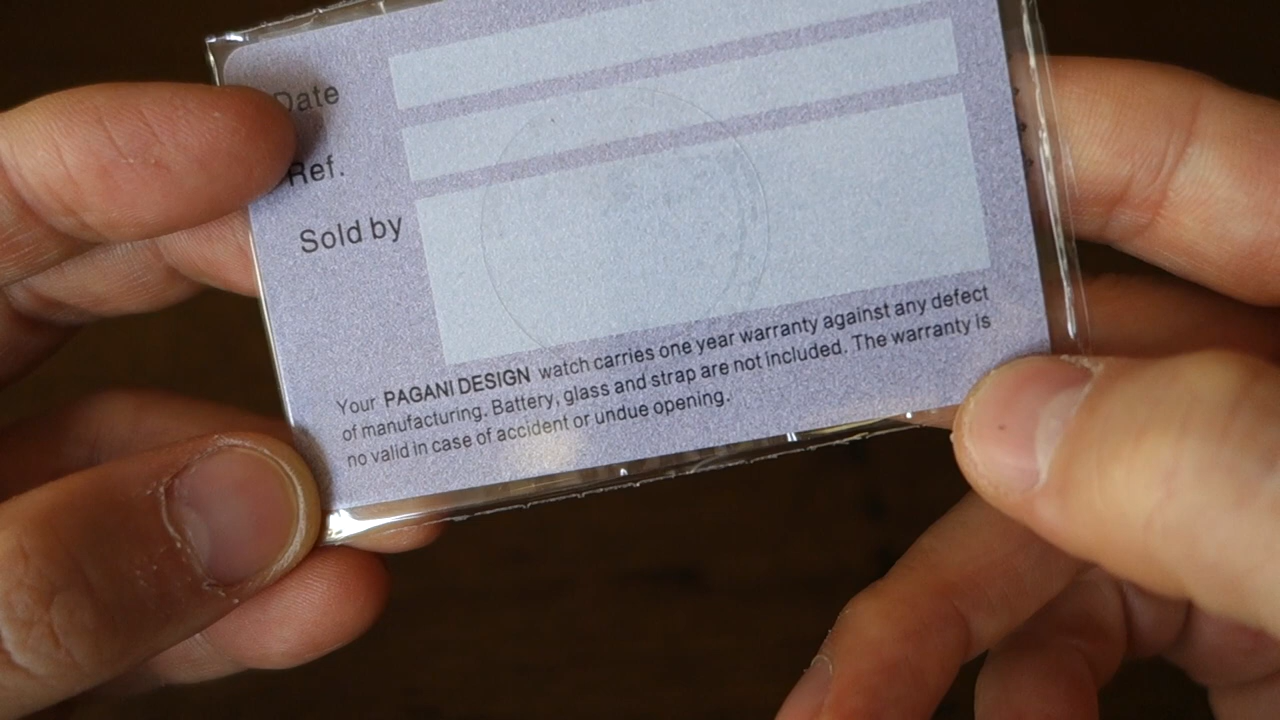 Date
Ref.
Sold by
Your PAGANI DESIGN watch carries one year warranty against any defect
of manufacturing. Battery, glass and strap are not included. The warranty is
no valid in case of accident or undue opening.